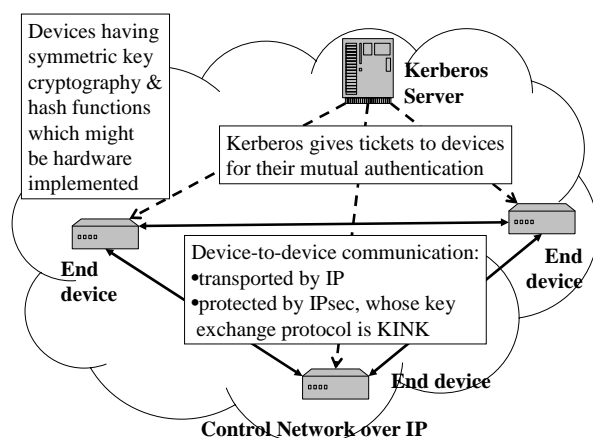 Devices having
symmetric key
cryptography &
hash functions
which might
be hardware
implemented
Kerberos
Server
Kerberos gives tickets to devices
for their mutual authentication
End
device
End
device
Device-to-device communication:
•transported by IP
•protected by IPsec, whose key
exchange protocol is KINK
End device
Control Network over IP